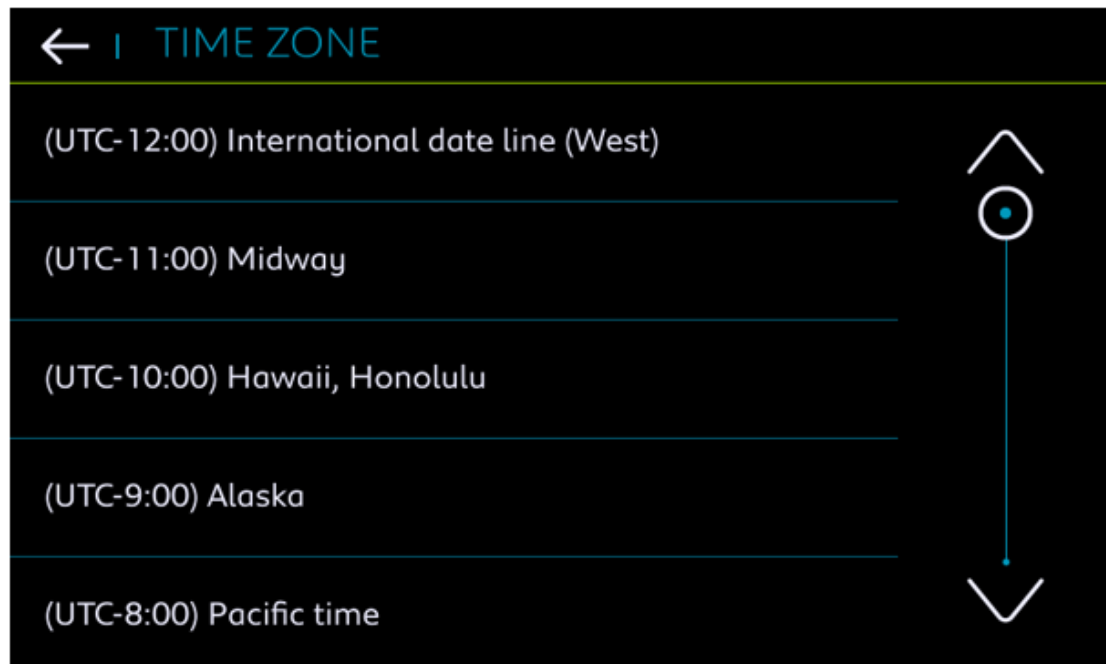 TIME ZONE
(UTC-12:00) International date line (West)
(UTC-11:00) Midway
(UTC-10:00) Hawaii, Honolulu
(UTC-9:00) Alaska
(UTC-8:00) Pacific time